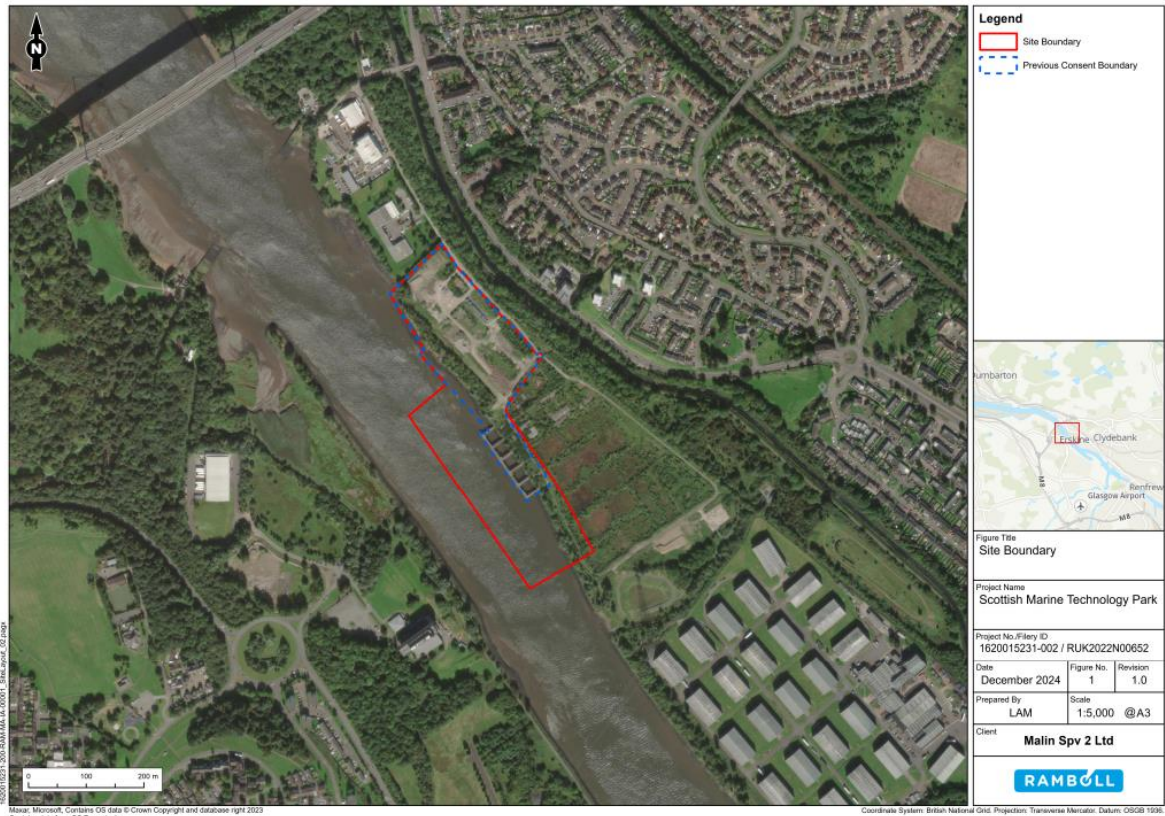 N
Legend
Site Boundary
Previous Consent Boundary
Erskine
Clydebank
Renfrew
Glasgow Airport
M8
M8
Figure Title
Site Boundary
Project Name
Scottish Marine Technology Park
Project No./Filery ID
1620015231-002 / RUK2022N00652
Date
December 2024
Figure No.
1
Revision
1.0
Prepared By
LAM
Scale
1:5,000 @A3
Client
Malin Spv 2 Ltd
RAMBOLL
0 100 200 m
Maxar, Microsoft, Contains OS data © Crown Copyright and database right 2023
Coordinate System: British National Grid. Projection: Transverse Mercator. Datum: OSGB 1936.